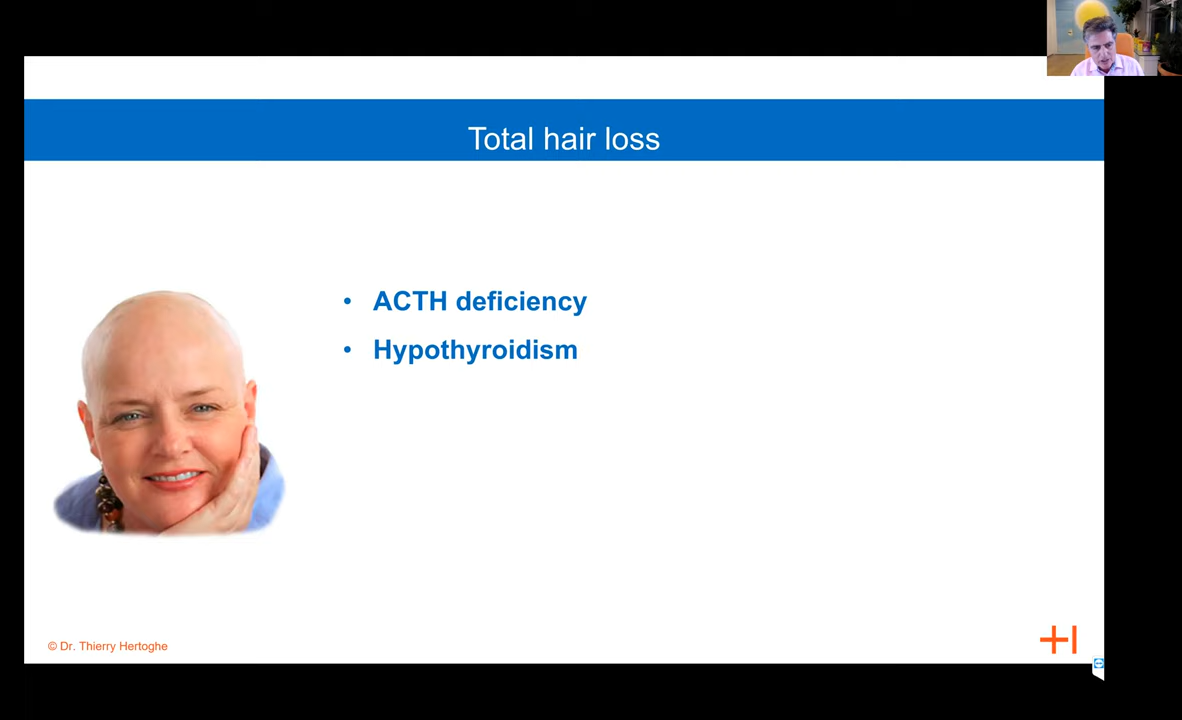 Total hair loss
• ACTH deficiency
• Hypothyroidism
© Dr. Thierry Hertoghe